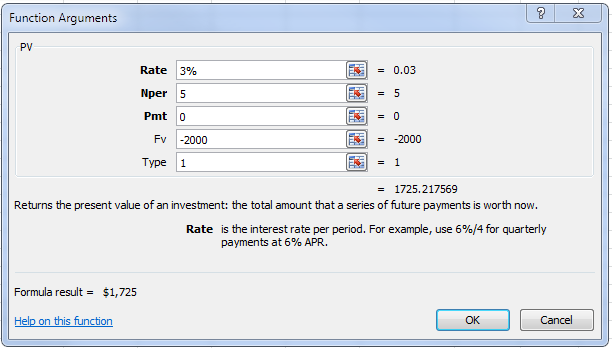 Function Arguments
PV
Rate 3% = 0.03
Nper 5 = 5
Pmt 0 = 0
Fv -2000 = -2000
Type 1 = 1
= 1725.217569
Returns the present value of an investment: the total amount that a series of future payments is worth now.
Rate is the interest rate per period. For example, use 6%/4 for quarterly
payments at 6% APR.
Formula result = $1,725
Help on this function
OK Cancel